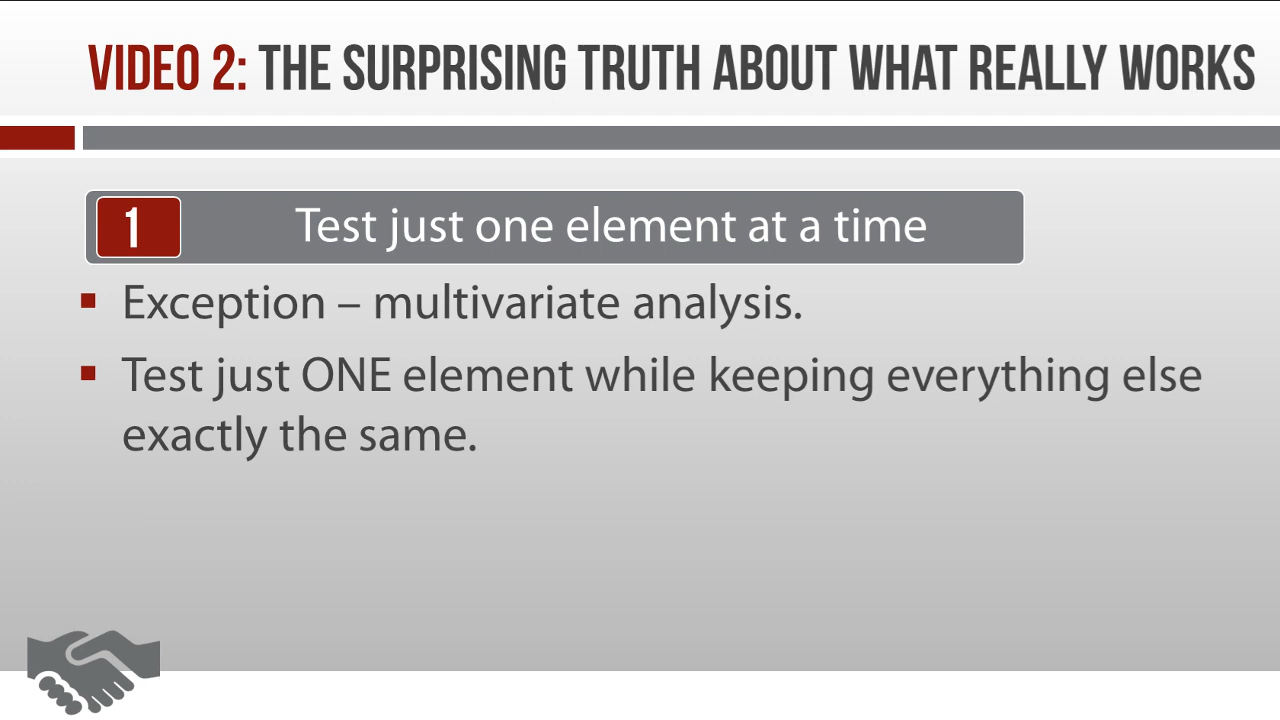 VIDEO 2: THE SURPRISING TRUTH ABOUT WHAT REALLY WORKS
1 Test just one element at a time
▪ Exception – multivariate analysis.
▪ Test just ONE element while keeping everything else
exactly the same.